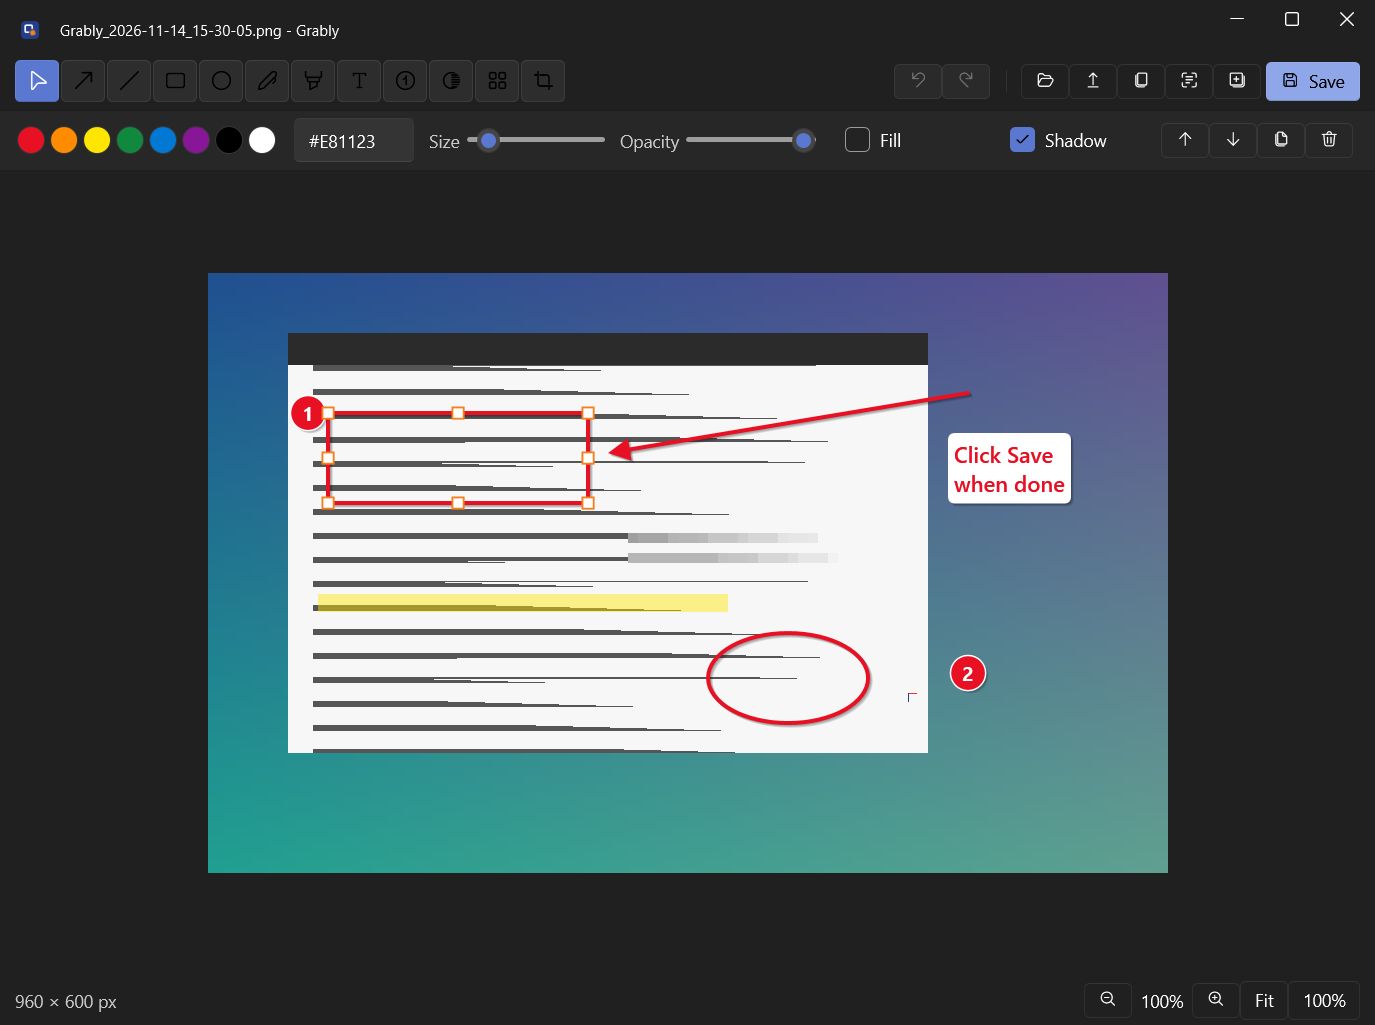 Grably_2026-11-14_15-30-05.png - Grably
Save
#E81123
Size
Opacity
Fill
Shadow
1
Click Save
when done
2
960 × 600 px
100%
Fit
100%